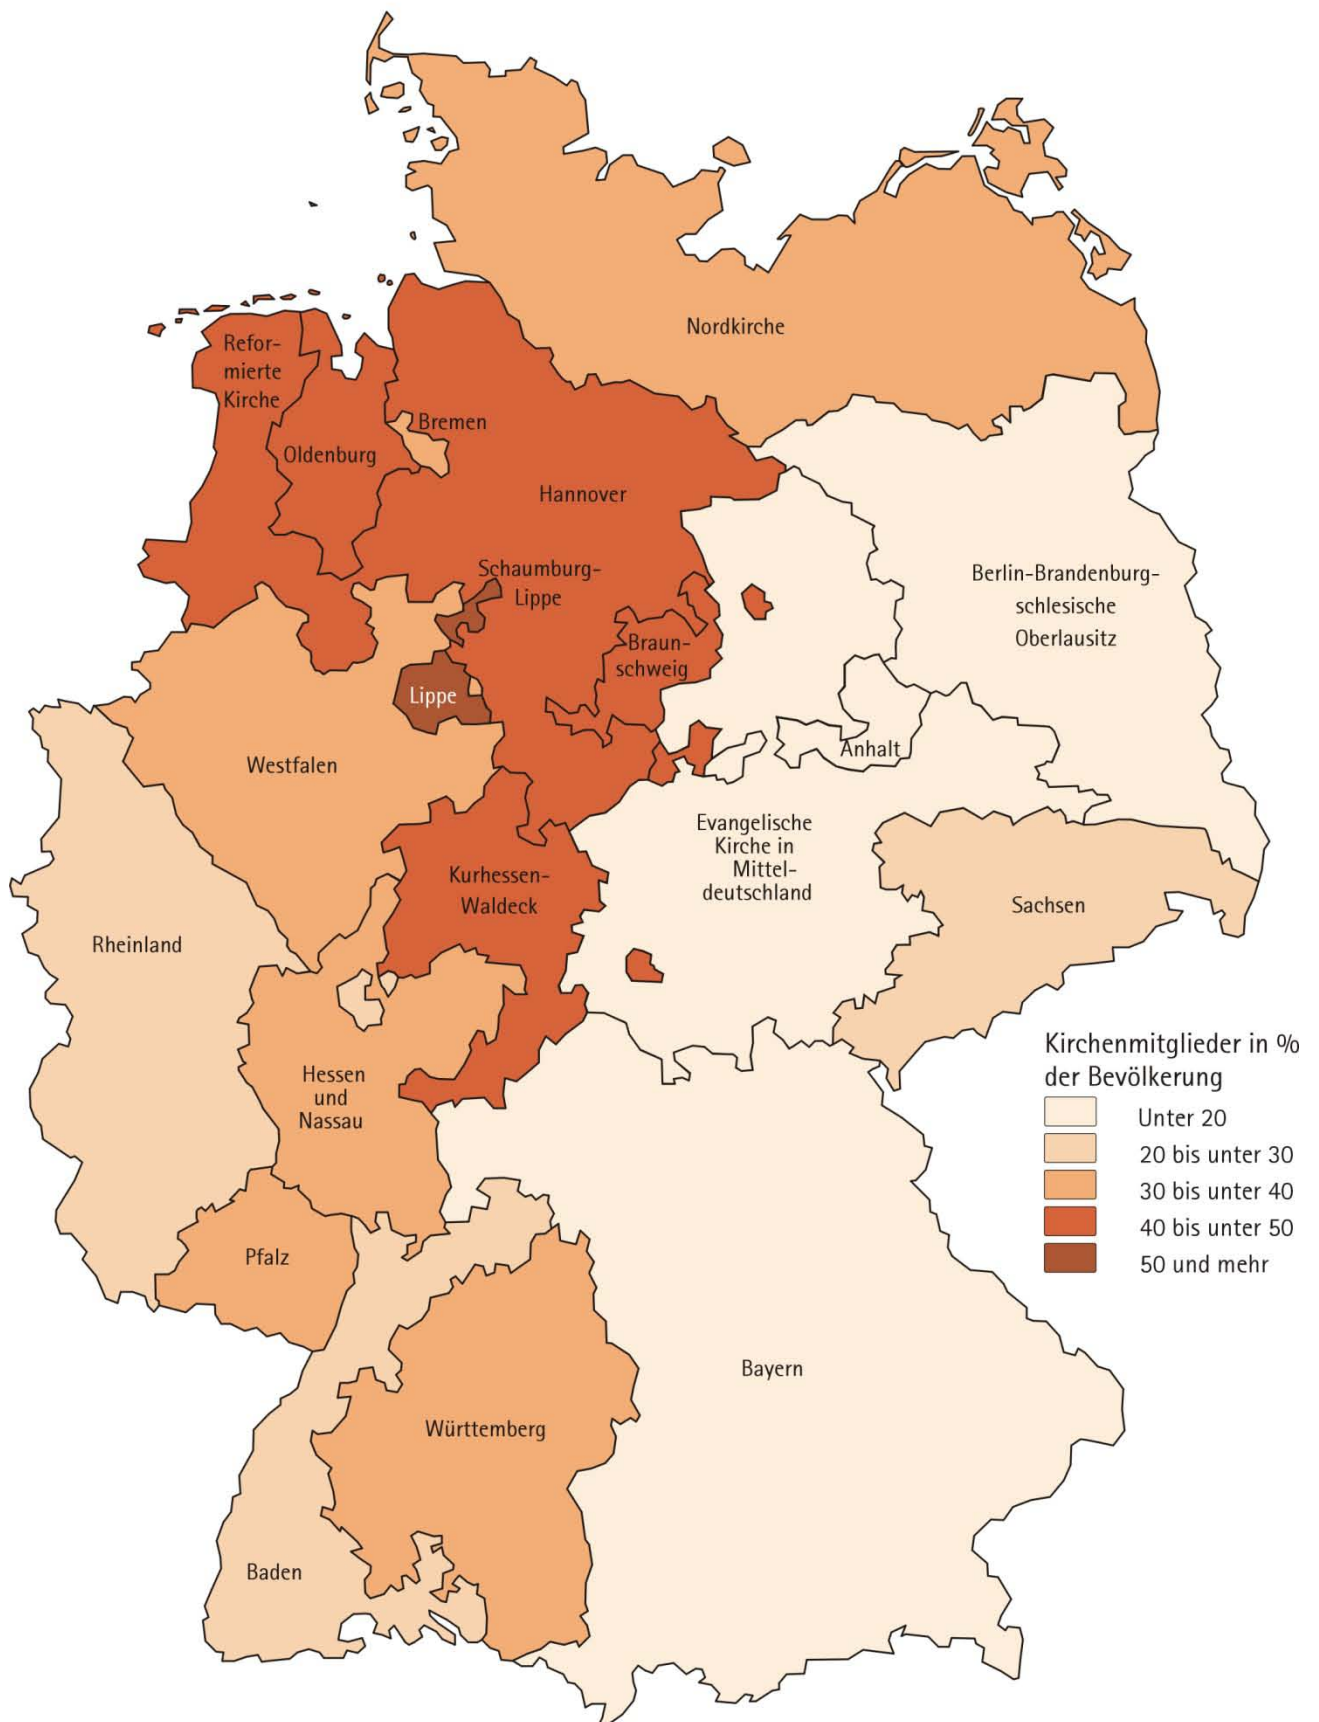 Nordkirche
Refor-
mierte
Kirche
Bremen
Oldenburg
Hannover
Schaumburg-
Lippe
Berlin-Brandenburg-
schlesische
Oberlausitz
Braun-
schweig
Lippe
Anhalt
Westfalen
Evangelische
Kirche in
Mittel-
deutschland
Kurhessen-
Waldeck
Sachsen
Rheinland
Hessen
und
Nassau
Kirchenmitglieder in %
der Bevölkerung
Unter 20
20 bis unter 30
30 bis unter 40
40 bis unter 50
50 und mehr
Pfalz
Bayern
Württemberg
Baden